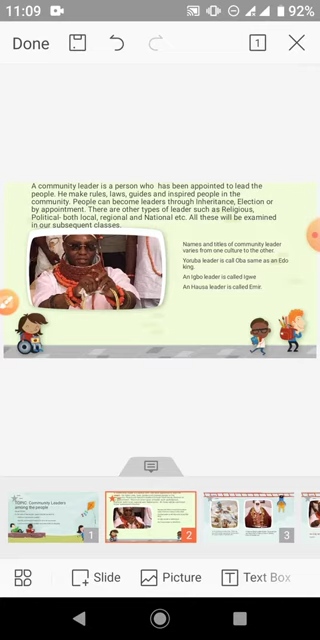 11:09
92%
Done
1
A community leader is a person who has been appointed to lead the
people. He make rules, laws, guides and inspired people in the
community. People can become leaders through Inheritance, Election or
by appointment. There are other types of leader such as Religious,
Political- both local, regional and National etc. All these will be examined
in our subsequent classes.
Names and titles of community leader
varies from one culture to the other.
Yoruba leader is call Oba same as an Edo
king.
An Igbo leader is called Igwe
An Hausa leader is called Emir.
TOPIC: Community Leaders
among the people
1
2
3
Slide
Picture
Text Box